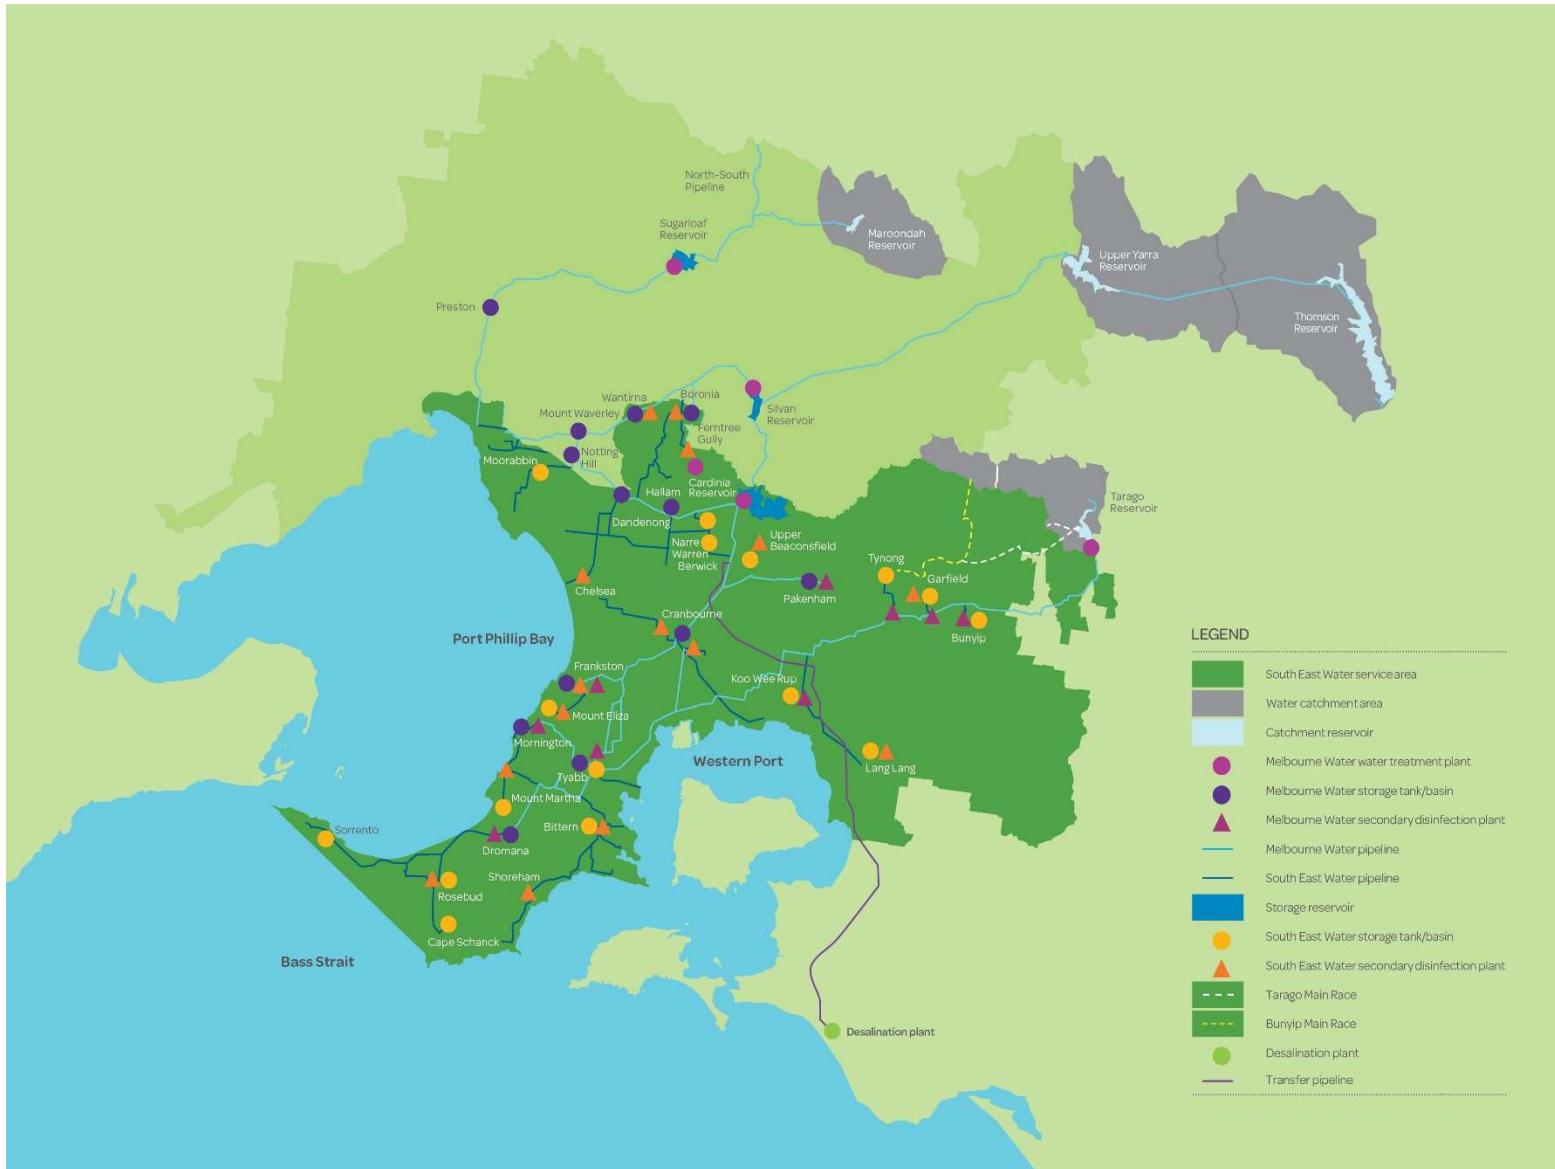 North-South
Pipeline
Sugarloaf
Reservoir
Maroondah
Reservoir
Upper Yarra
Reservoir
Thomson
Reservoir
Preston
Wantirna
Boronia
Mount Waverley
Silvan
Reservoir
Ferntree
Gully
Notting
Hill
Moorabbin
Cardinia
Reservoir
Hallam
Dandenong
Tarago
Reservoir
Narre
Warren
Upper
Beaconsfield
Berwick
Tynong
Garfield
Chelsea
Pakenham
Cranbourne
Bunyip
Port Phillip Bay
Frankston
Koo Wee Rup
Mount Eliza
Mornington
Western Port
Lang Lang
Tyabb
Mount Martha
Bittern
Sorrento
Dromana
Shoreham
Rosebud
Cape Schanck
Bass Strait
Desalination plant
LEGEND
South East Water service area
Water catchment area
Catchment reservoir
Melbourne Water water treatment plant
Melbourne Water storage tank/basin
Melbourne Water secondary disinfection plant
Melbourne Water pipeline
South East Water pipeline
Storage reservoir
South East Water storage tank/basin
South East Water secondary disinfection plant
Tarago Main Race
Bunyip Main Race
Desalination plant
Transfer pipeline